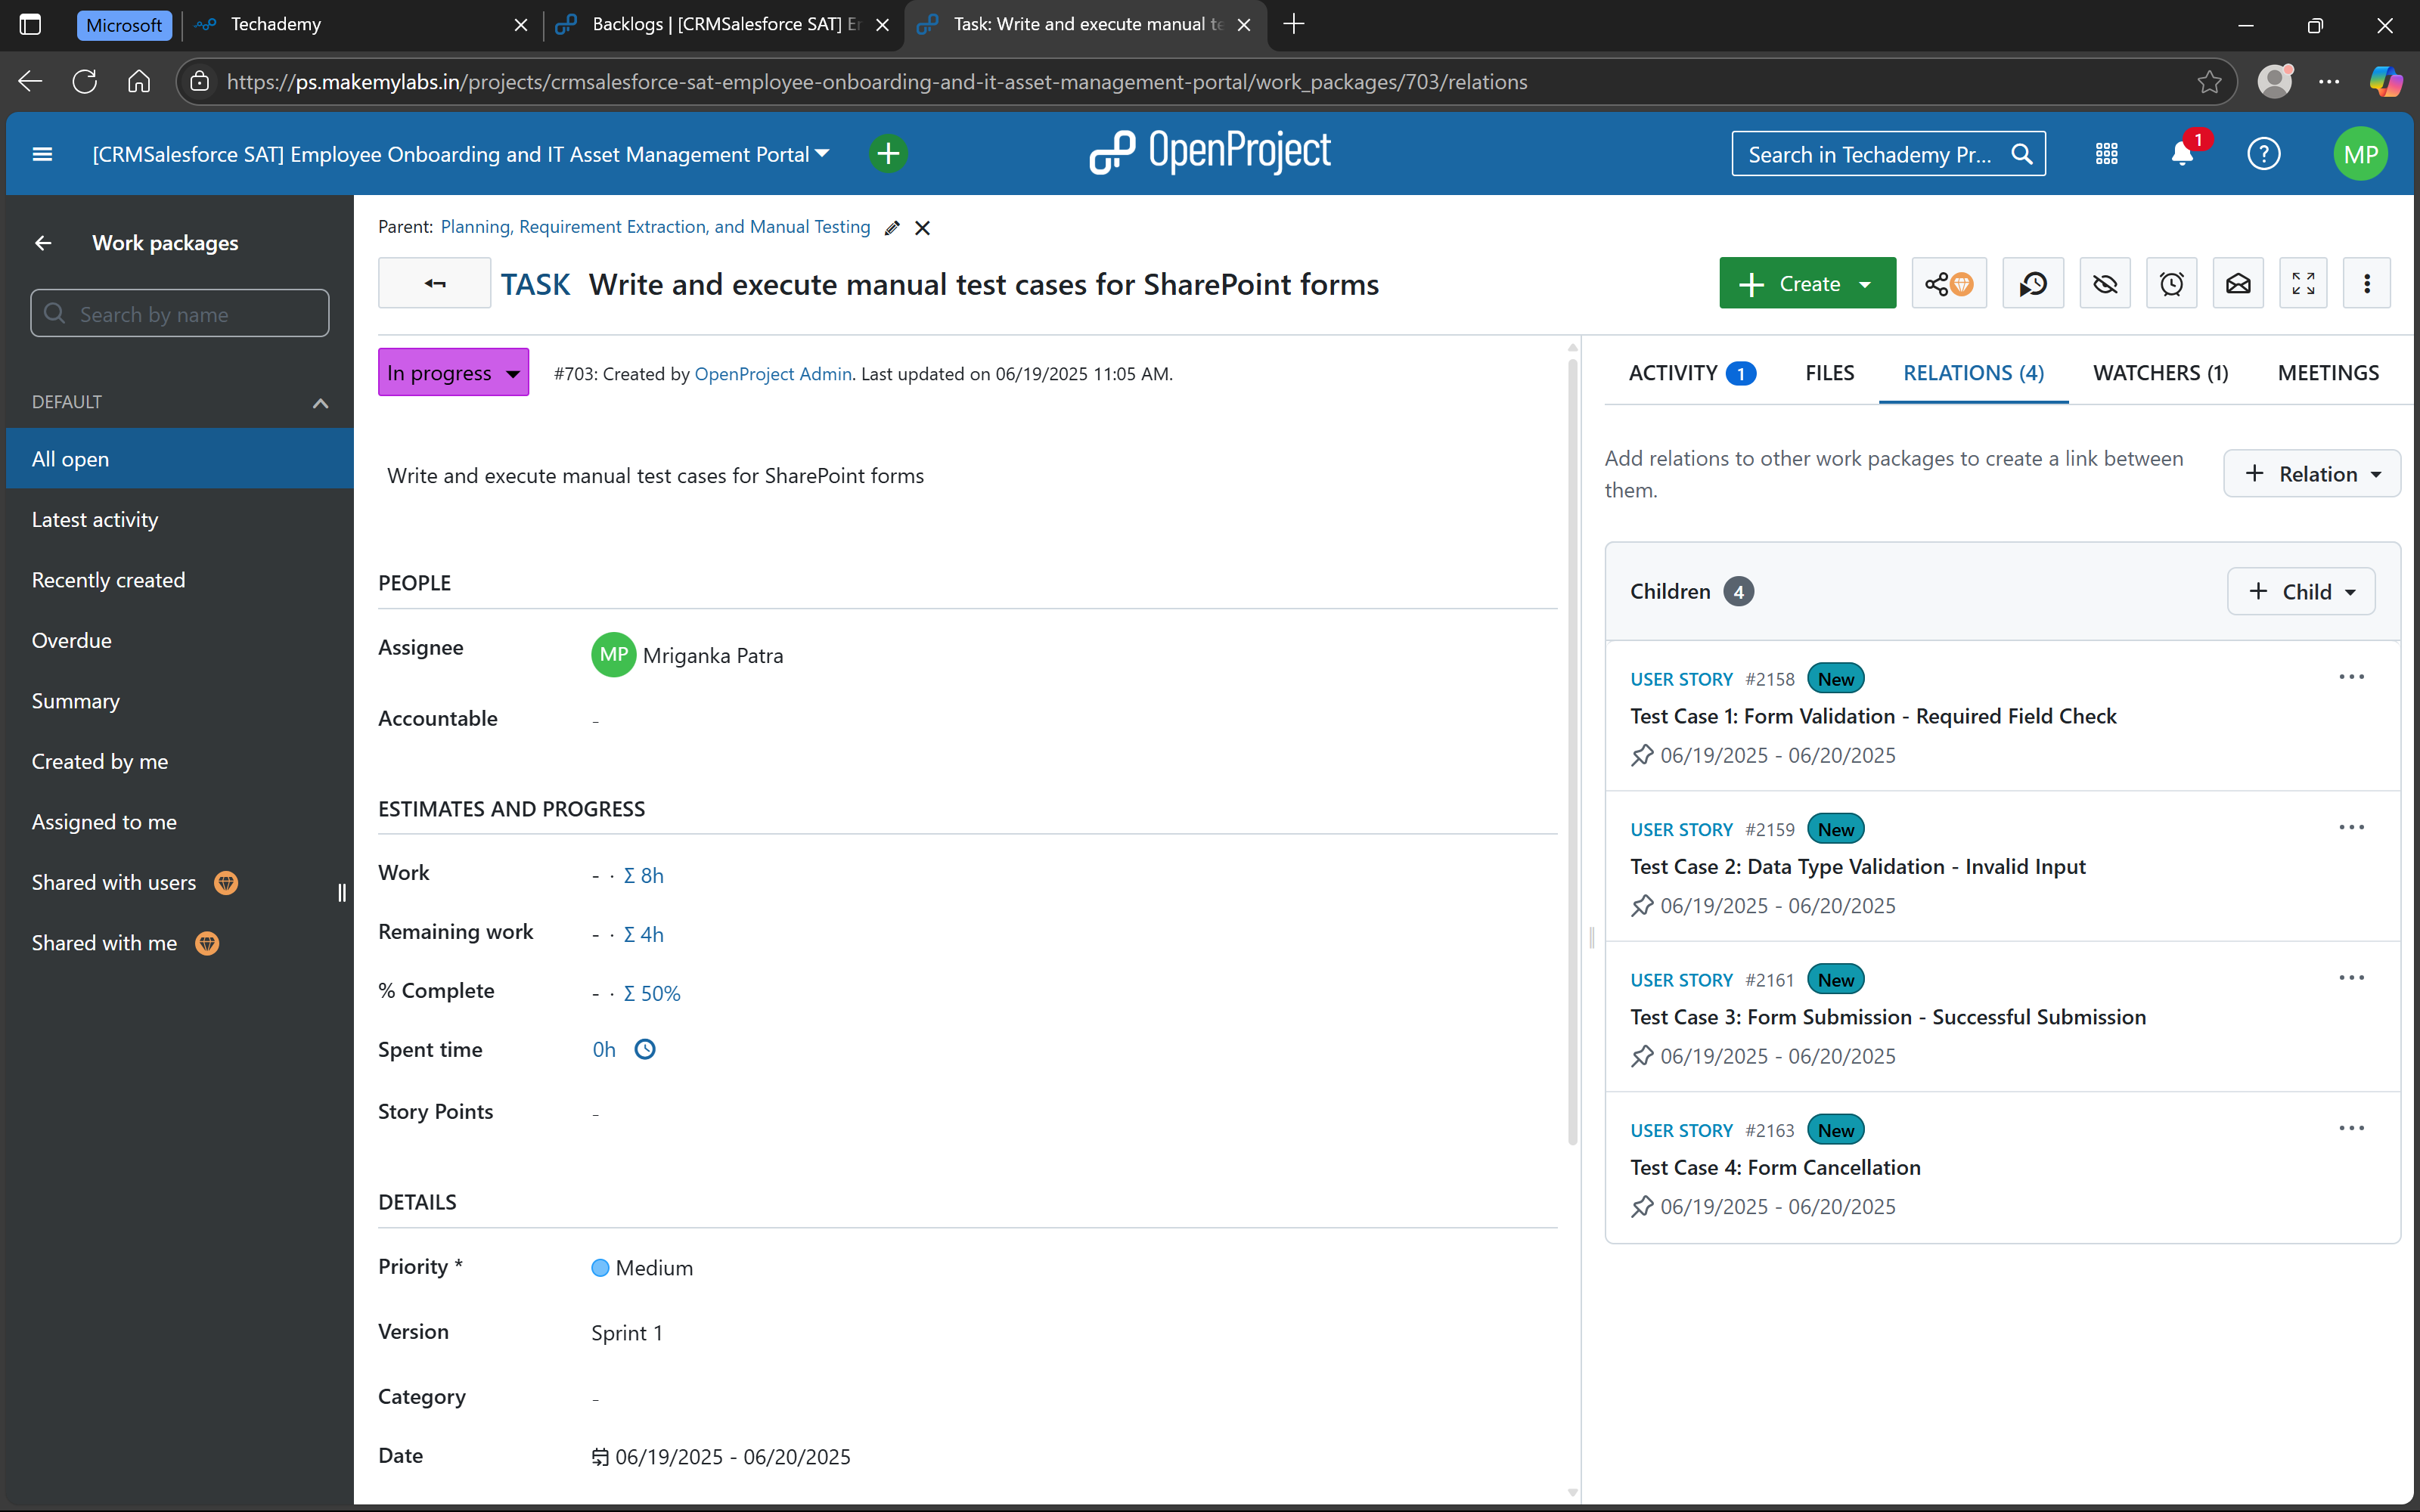 Microsoft
Techademy
Backlogs | [CRMSalesforce SAT] Er
Task: Write and execute manual te
https://ps.makemylabs.in/projects/crmsalesforce-sat-employee-onboarding-and-it-asset-management-portal/work_packages/703/relations
[CRMSalesforce SAT] Employee Onboarding and IT Asset Management Portal
OpenProject
Search in Techademy Pr...
1
MP
Work packages
Search by name
DEFAULT
All open
Latest activity
Recently created
Overdue
Summary
Created by me
Assigned to me
Shared with users
Shared with me
Parent: Planning, Requirement Extraction, and Manual Testing
TASK Write and execute manual test cases for SharePoint forms
Create
In progress
#703: Created by OpenProject Admin. Last updated on 06/19/2025 11:05 AM.
Write and execute manual test cases for SharePoint forms
PEOPLE
Assignee MP Mriganka Patra
Accountable -
ESTIMATES AND PROGRESS
Work - · Σ 8h
Remaining work - · Σ 4h
% Complete - · Σ 50%
Spent time 0h
Story Points -
DETAILS
Priority * Medium
Version Sprint 1
Category -
Date 06/19/2025 - 06/20/2025
ACTIVITY 1 FILES RELATIONS (4) WATCHERS (1) MEETINGS
Add relations to other work packages to create a link between
them.
+ Relation
Children 4
+ Child
USER STORY #2158 New
Test Case 1: Form Validation - Required Field Check
06/19/2025 - 06/20/2025
USER STORY #2159 New
Test Case 2: Data Type Validation - Invalid Input
06/19/2025 - 06/20/2025
USER STORY #2161 New
Test Case 3: Form Submission - Successful Submission
06/19/2025 - 06/20/2025
USER STORY #2163 New
Test Case 4: Form Cancellation
06/19/2025 - 06/20/2025